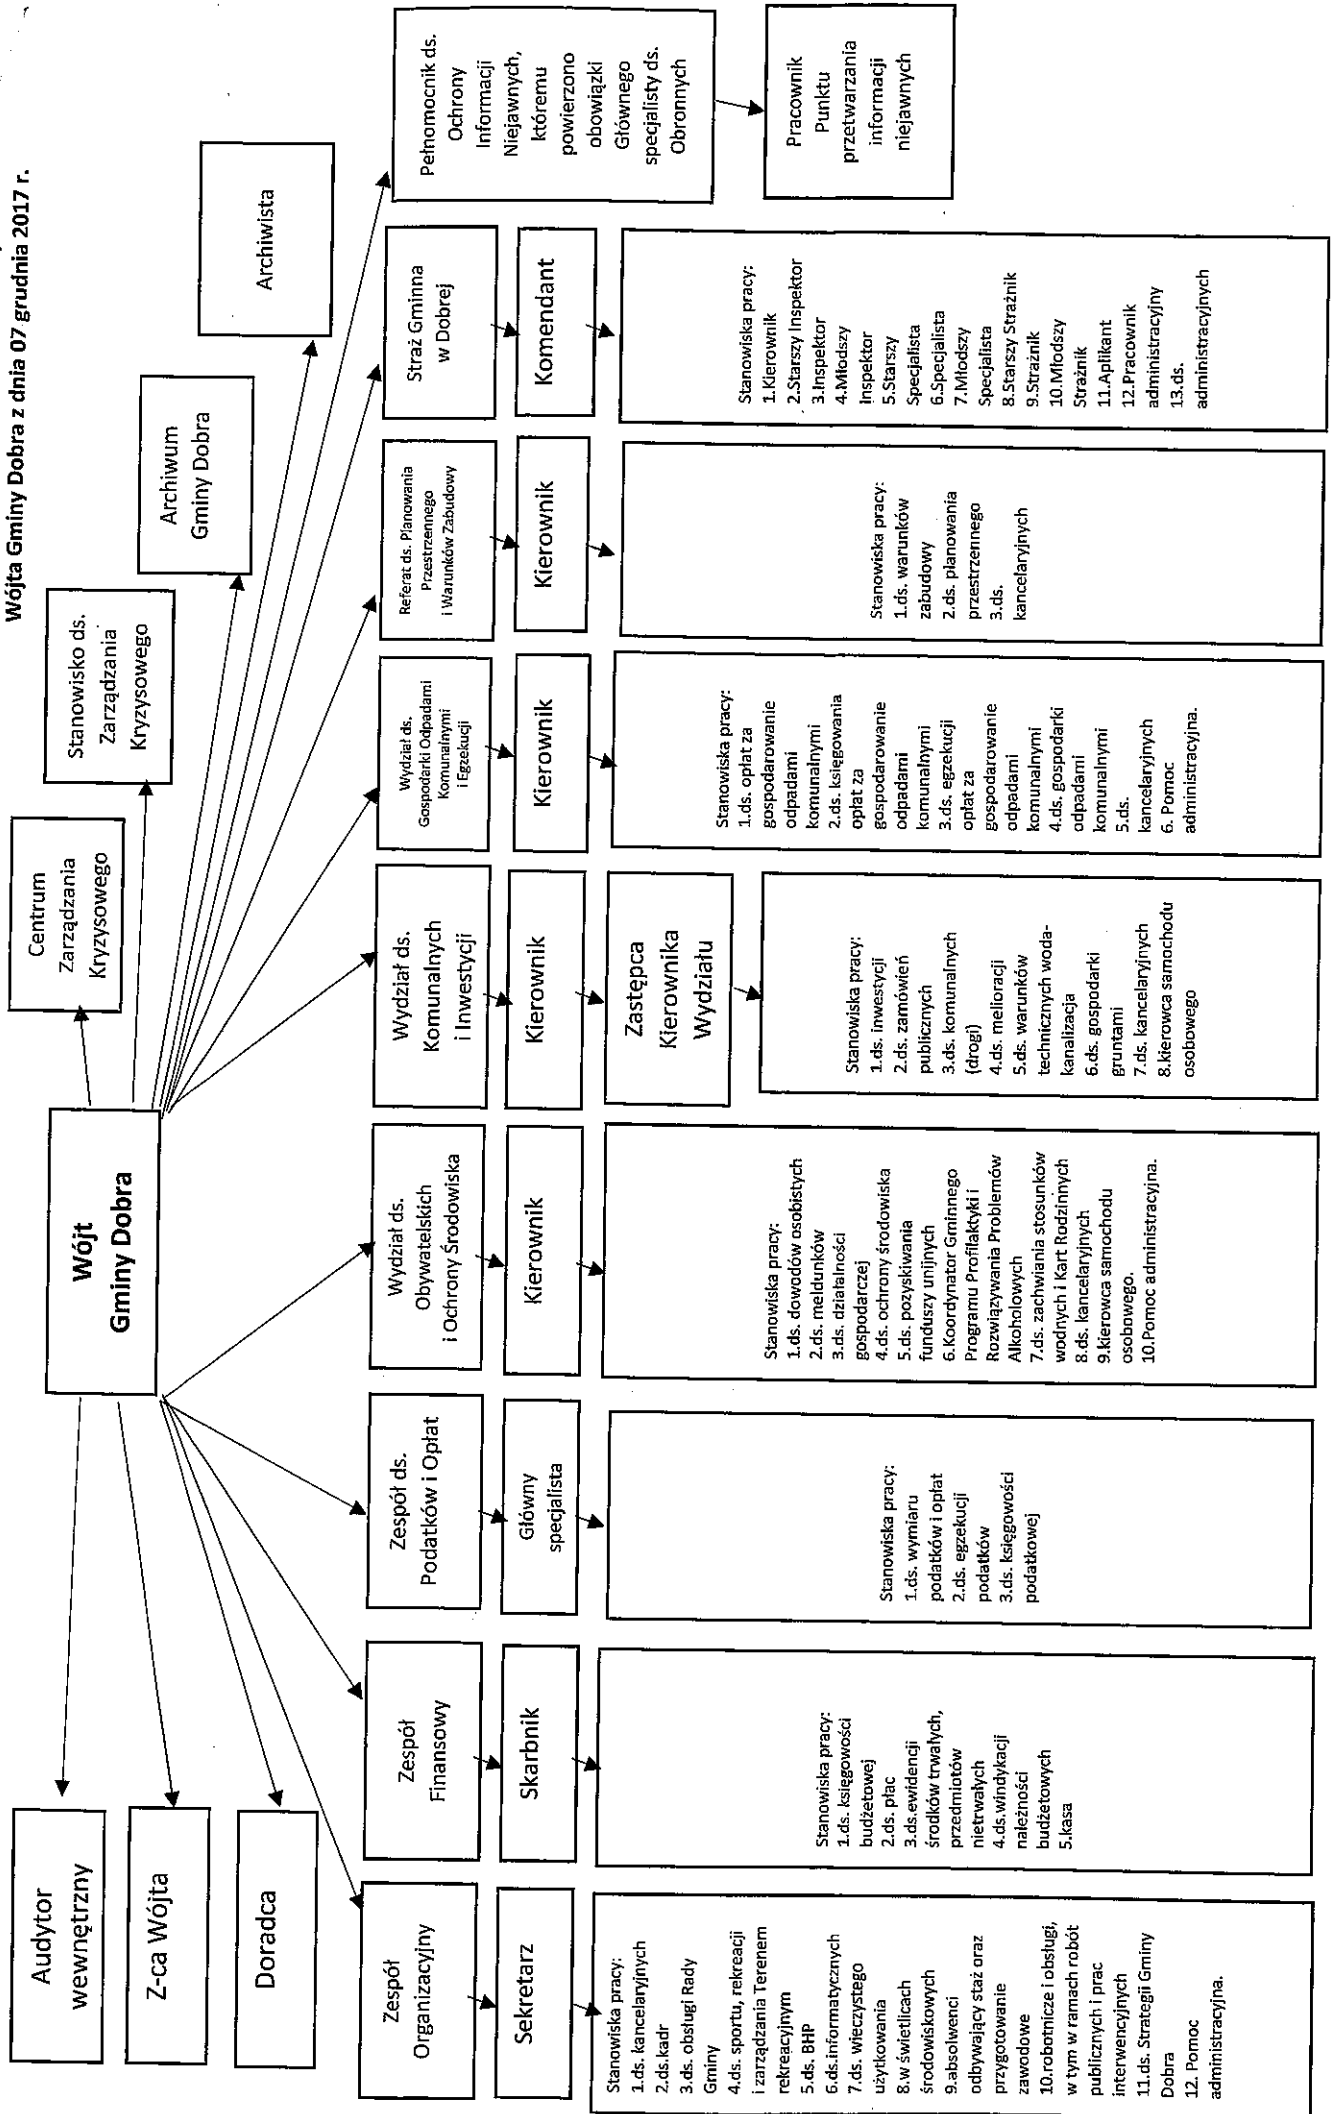 Wójta Gminy Dobra z dnia 07 grudnia 2017 r.
Wójt
Gminy Dobra
Audytor
wewnętrzny
Z-ca Wójta
Doradca
Centrum
Zarządzania
Kryzysowego
Stanowisko ds.
Zarządzania
Kryzysowego
Archiwum
Gminy Dobra
Archiwista
Zespół
Organizacyjny
Sekretarz
Stanowiska pracy:
1.ds. kancelaryjnych
2.ds.kadr
3.ds. obsługi Rady
Gminy
4.ds. sportu, rekreacji
i zarządzania Terenem
rekreacyjnym
5.ds. BHP
6.ds.informatycznych
7.ds. wieczystego
użytkowania
8.w świetlicach
środowiskowych
9.absolwenci
odbywający staż oraz
przygotowanie
zawodowe
10.robotnicze i obsługi,
w tym w ramach robót
publicznych i prac
interwencyjnych
11.ds. Strategii Gminy
Dobra
12. Pomoc
administracyjna.
Zespół
Finansowy
Skarbnik
Stanowiska pracy:
1.ds. księgowości
budżetowej
2.ds. płac
3.ds.ewidencji
środków trwałych,
przedmiotów
nietrwałych
4.ds.windykacji
należności
budżetowych
5.kasa
Zespół ds.
Podatków i Opłat
Główny
specjalista
Stanowiska pracy:
1.ds. wymiaru
podatków i opłat
2.ds. egzekucji
podatków
3.ds. księgowości
podatkowej
Wydział ds.
Obywatelskich
i Ochrony Środowiska
Kierownik
Stanowiska pracy:
1.ds. dowodów osobistych
2.ds. meldunków
3.ds. działalności
gospodarczej
4.ds. ochrony środowiska
5.ds. pozyskiwania
funduszy unijnych
6.Koordynator Gminnego
Programu Profilaktyki i
Rozwiązywania Problemów
Alkoholowych
7.ds. zachwiania stosunków
wodnych i Kart Rodzinnych
8.ds. kancelaryjnych
9.kierowca samochodu
osobowego.
10.Pomoc administracyjna.
Wydział ds.
Komunalnych
i Inwestycji
Kierownik
Zastępca
Kierownika
Wydziału
Stanowiska pracy:
1.ds. inwestycji
2.ds. zamówień
publicznych
3.ds. komunalnych
(drogi)
4.ds. melioracji
5.ds. warunków
technicznych woda-
kanalizacja
6.ds. gospodarki
gruntami
7.ds. kancelaryjnych
8.kierowca samochodu
osobowego
Wydział ds.
Gospodarki Odpadami
Komunalnymi
i Egzekucji
Kierownik
Stanowiska pracy:
1.ds. opłat za
gospodarowanie
odpadami
komunalnymi
2.ds. księgowania
opłat za
gospodarowanie
odpadami
komunalnymi
3.ds. egzekucji
opłat za
gospodarowanie
odpadami
komunalnymi
4.ds. gospodarki
odpadami
komunalnymi
5.ds.
kancelaryjnych
6. Pomoc
administracyjna.
Referat ds. Planowania
Przestrzennego
i Warunków Zabudowy
Kierownik
Stanowiska pracy:
1.ds. warunków
zabudowy
2.ds. planowania
przestrzennego
3.ds.
kancelaryjnych
Straż Gminna
w Dobrej
Komendant
Stanowiska pracy:
1.Kierownik
2.Starszy Inspektor
3.Inspektor
4.Młodszy
Inspektor
5.Starszy
Specjalista
6.Specjalista
7.Młodszy
Specjalista
8.Starszy Strażnik
9.Strażnik
10.Młodszy
Strażnik
11.Aplikant
12.Pracownik
administracyjny
13.ds.
administracyjnych
Pełnomocnik ds.
Ochrony
Informacji
Niejawnych,
któremu
powierzono
obowiązki
Głównego
specjalisty ds.
Obronnych
Pracownik
Punktu
przetwarzania
informacji
niejawnych